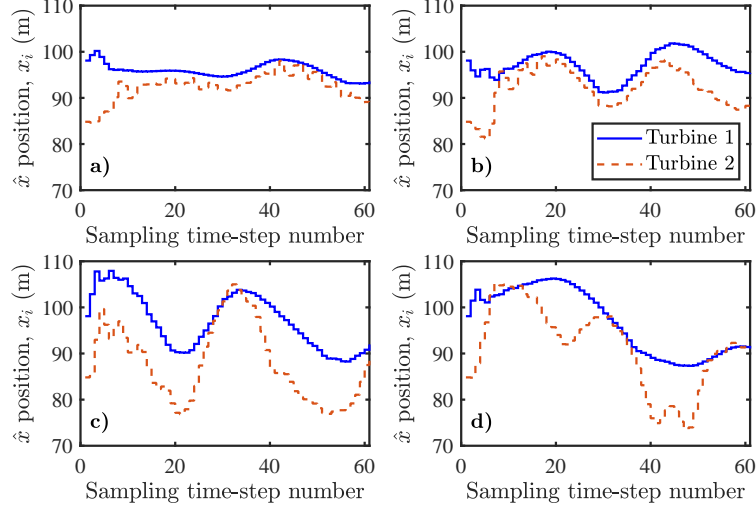 110
100
90
80
70
0
20
40
60
x̂ position, xᵢ (m)
Sampling time-step number
a)
110
100
90
80
70
0
20
40
60
x̂ position, xᵢ (m)
Sampling time-step number
b)
Turbine 1
Turbine 2
110
100
90
80
70
0
20
40
60
x̂ position, xᵢ (m)
Sampling time-step number
c)
110
100
90
80
70
0
20
40
60
x̂ position, xᵢ (m)
Sampling time-step number
d)